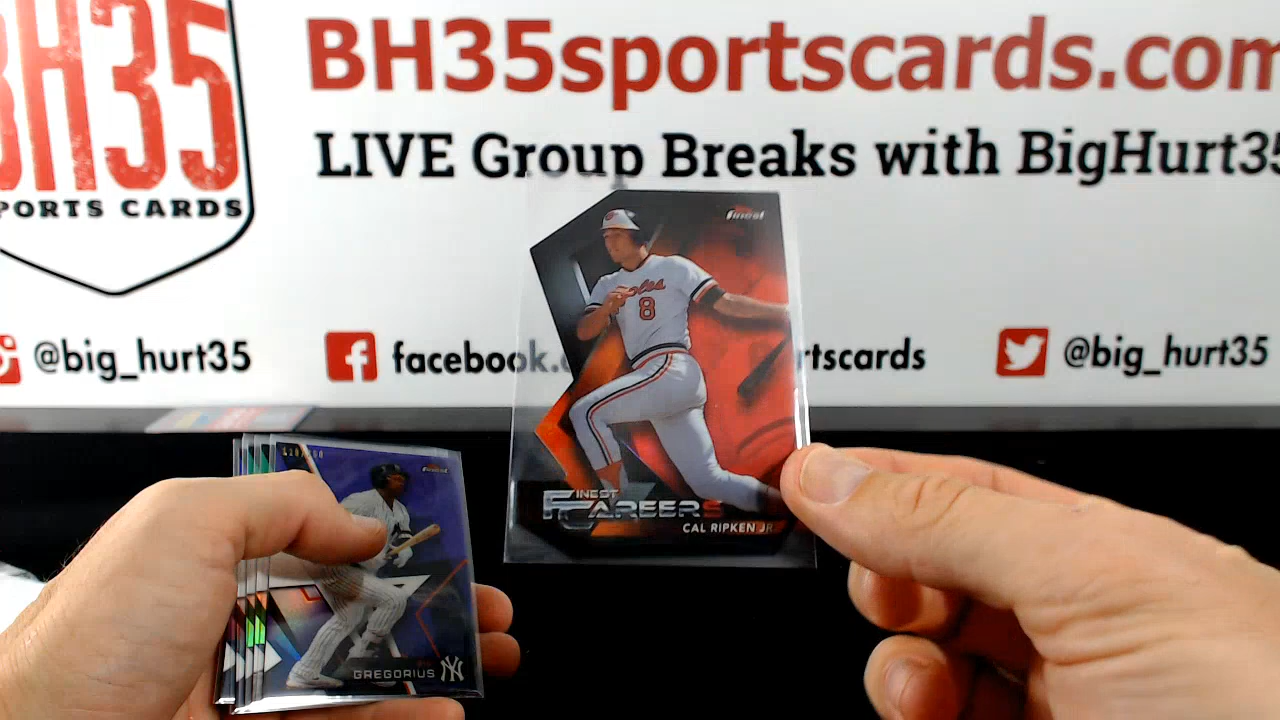 BH35
SPORTS CARDS
BH35sportscards.com
LIVE Group Breaks with BigHurt35
@big_hurt35
facebook.
rtscards
@big_hurt35
Finest
Oles
8
FINEST
CAREERS
CAL RIPKEN JR
Finest
GREGORIUS
NY